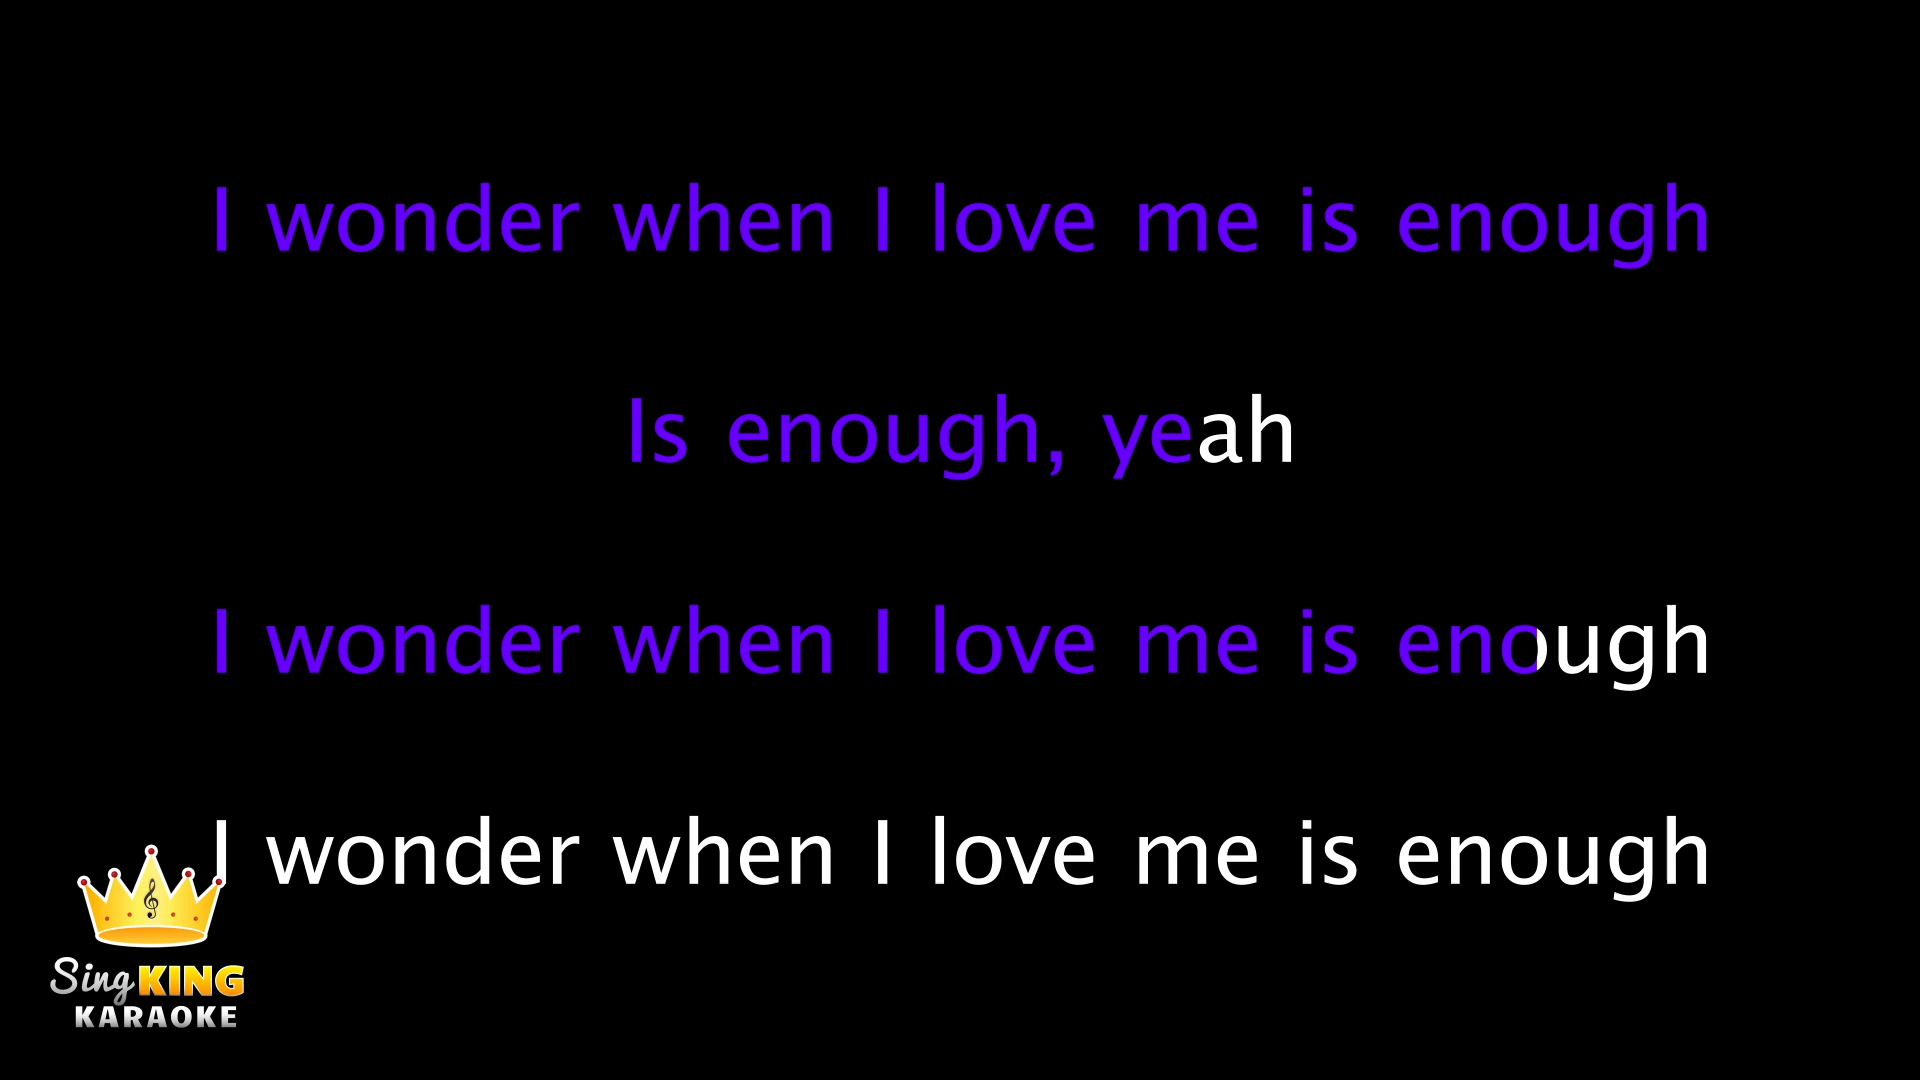 I wonder when I love me is enough
Is enough, yeah
I wonder when I love me is enough
I wonder when I love me is enough
Sing KING
KARAOKE